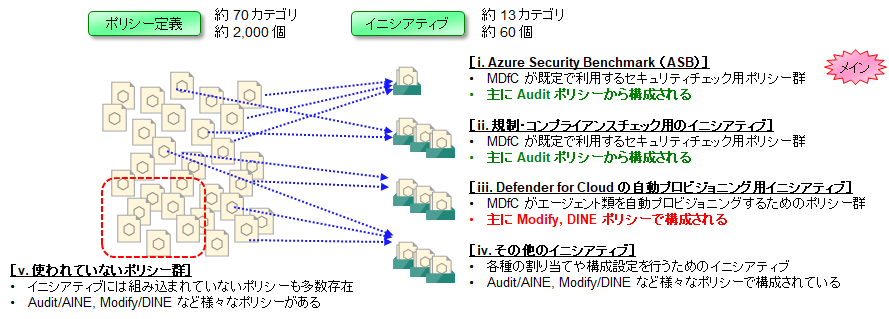 ポリシー定義
約 70 カテゴリ
約 2,000 個
イニシアティブ
約 13 カテゴリ
約 60 個
[ i. Azure Security Benchmark (ASB)]
• MDfC が既定で利用するセキュリティチェック用ポリシー群
• 主に Audit ポリシーから構成される
メイン
[ ii. 規制・コンプライアンスチェック用のイニシアティブ]
• MDfC が既定で利用するセキュリティチェック用ポリシー群
• 主に Audit ポリシーから構成される
[ iii. Defender for Cloud の自動プロビジョニング用イニシアティブ]
• MDfC がエージェント類を自動プロビジョニングするためのポリシー群
• 主に Modify, DINE ポリシーで構成される
[ iv. その他のイニシアティブ]
• 各種の割り当てや構成設定を行うためのイニシアティブ
• Audit/AINE, Modify/DINE など様々なポリシーで構成されている
[ v. 使われていないポリシー群]
• イニシアティブには組み込まれていないポリシーも多数存在
• Audit/AINE, Modify/DINE など様々なポリシーがある